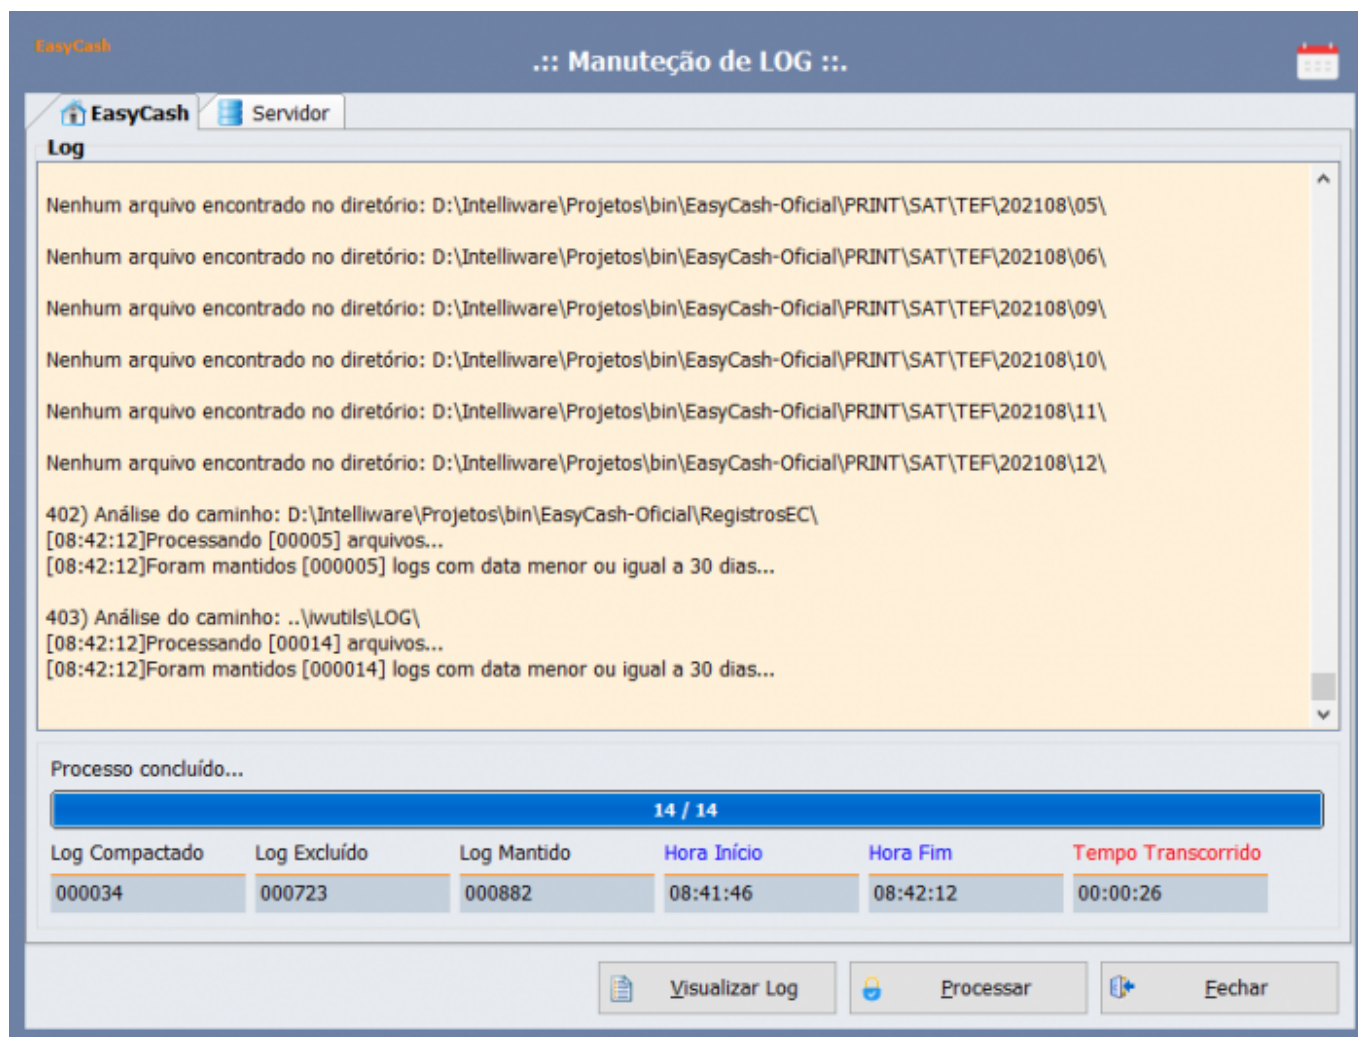 EasyCash
.:: Manuteção de LOG ::.
EasyCash
Servidor
Log
Nenhum arquivo encontrado no diretório: D:\Intelliware\Projetos\bin\EasyCash-Oficial\PRINT\SAT\TEF\202108\05\
Nenhum arquivo encontrado no diretório: D:\Intelliware\Projetos\bin\EasyCash-Oficial\PRINT\SAT\TEF\202108\06\
Nenhum arquivo encontrado no diretório: D:\Intelliware\Projetos\bin\EasyCash-Oficial\PRINT\SAT\TEF\202108\09\
Nenhum arquivo encontrado no diretório: D:\Intelliware\Projetos\bin\EasyCash-Oficial\PRINT\SAT\TEF\202108\10\
Nenhum arquivo encontrado no diretório: D:\Intelliware\Projetos\bin\EasyCash-Oficial\PRINT\SAT\TEF\202108\11\
Nenhum arquivo encontrado no diretório: D:\Intelliware\Projetos\bin\EasyCash-Oficial\PRINT\SAT\TEF\202108\12\
402) Análise do caminho: D:\Intelliware\Projetos\bin\EasyCash-Oficial\RegistrosEC\
[08:42:12]Processando [00005] arquivos...
[08:42:12]Foram mantidos [000005] logs com data menor ou igual a 30 dias...
403) Análise do caminho: ..\iwutils\LOG\
[08:42:12]Processando [00014] arquivos...
[08:42:12]Foram mantidos [000014] logs com data menor ou igual a 30 dias...
Processo concluído...
14 / 14
Log Compactado Log Excluído Log Mantido Hora Início Hora Fim Tempo Transcorrido
000034 000723 000882 08:41:46 08:42:12 00:00:26
Visualizar Log Processar Fechar